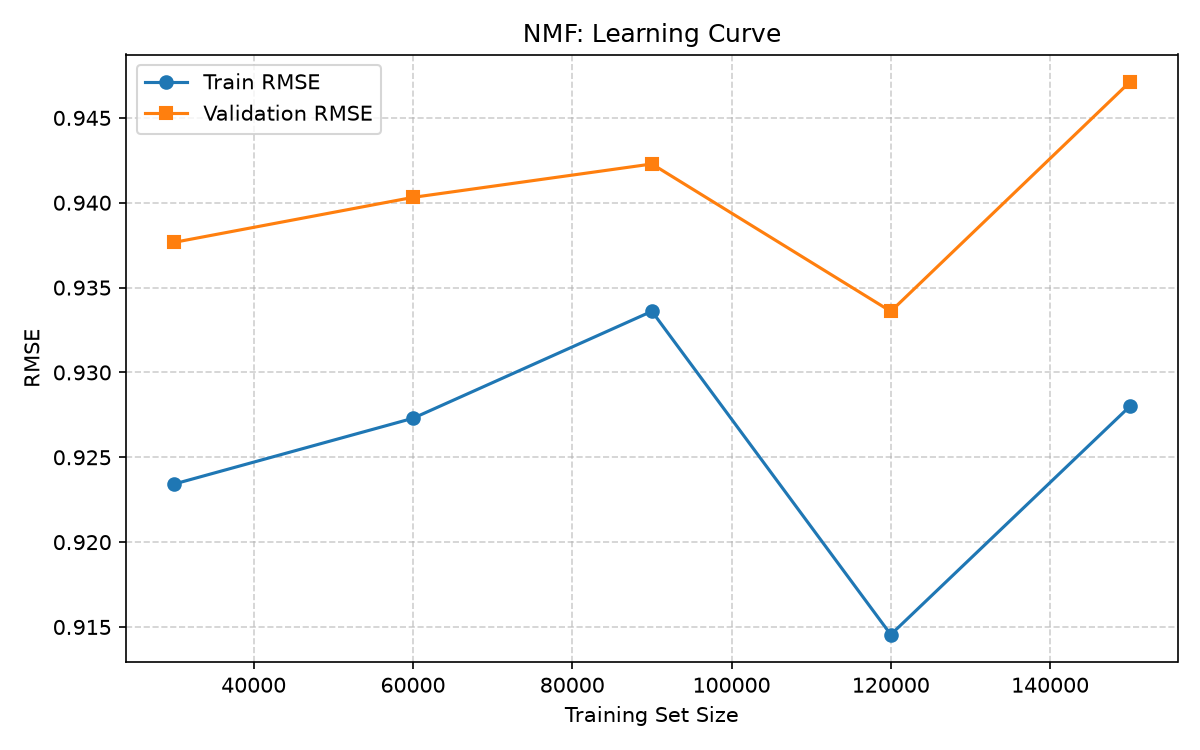 NMF: Learning Curve
Train RMSE
Validation RMSE
0.945
0.940
0.935
0.930
0.925
0.920
0.915
RMSE
40000 60000 80000 100000 120000 140000
Training Set Size